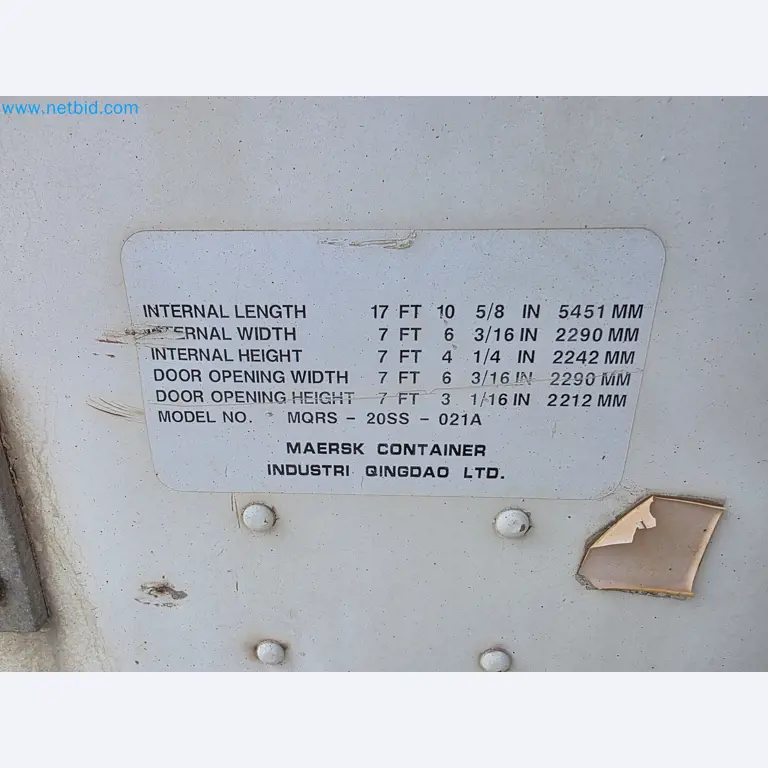 www.netbid.com
INTERNAL LENGTH 17 FT 10 5/8 IN 5451 MM
INTERNAL WIDTH 7 FT 6 3/16 IN 2290 MM
INTERNAL HEIGHT 7 FT 4 1/4 IN 2242 MM
DOOR OPENING WIDTH 7 FT 6 3/16 IN 2290 MM
DOOR OPENING HEIGHT 7 FT 3 1/16 IN 2212 MM
MODEL NO. MQRS - 20SS - 021A
MAERSK CONTAINER
INDUSTRI QINGDAO LTD.